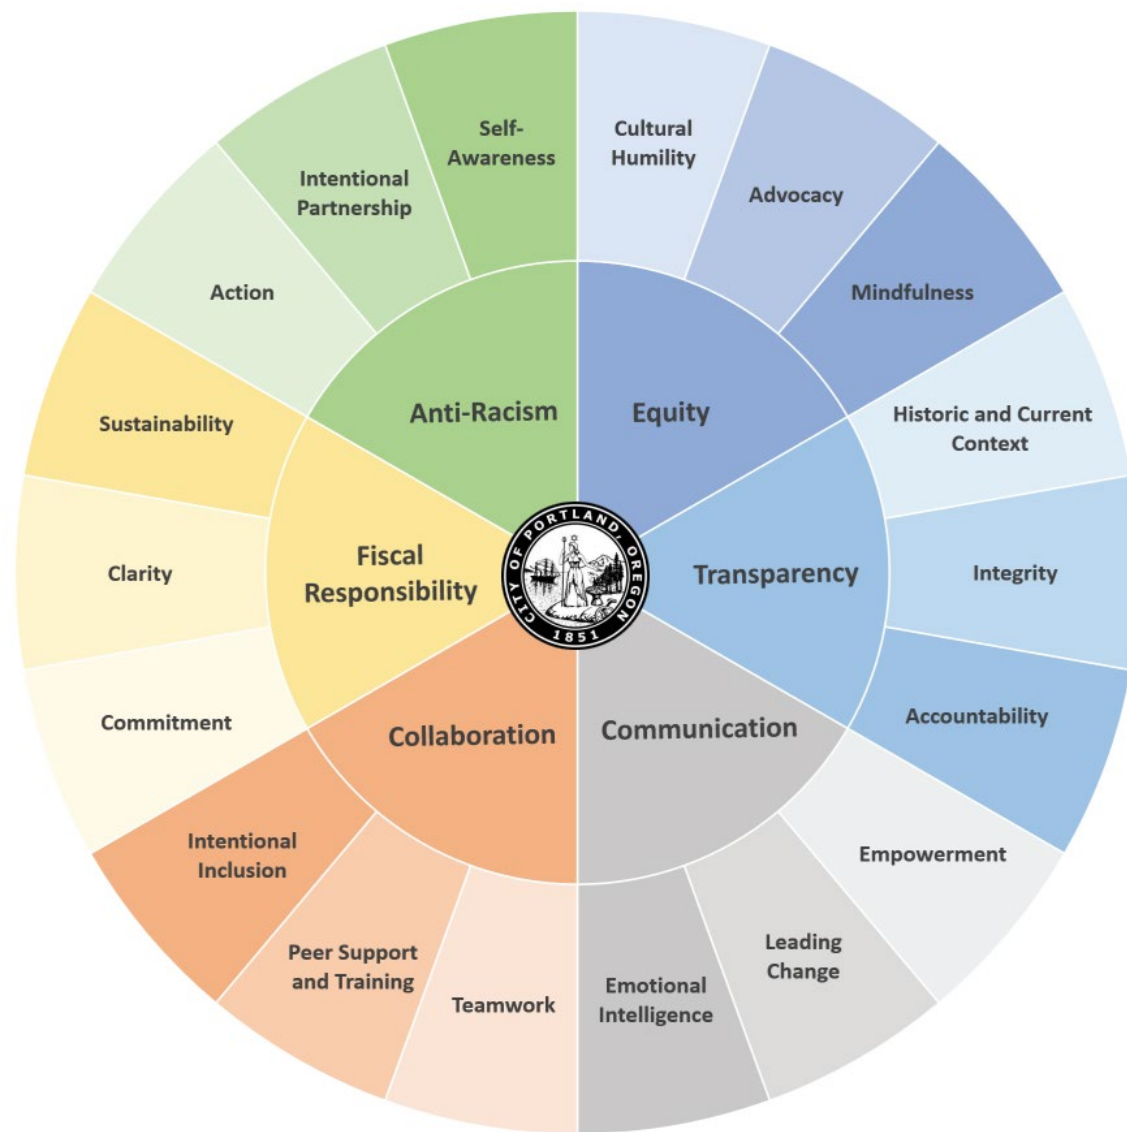 Self-
Awareness
Cultural
Humility
Intentional
Partnership
Advocacy
Action
Mindfulness
Anti-Racism
Equity
Sustainability
Historic and Current
Context
Clarity
Fiscal
Responsibility
CITY OF PORTLAND, OREGON
1851
Transparency
Integrity
Commitment
Collaboration
Communication
Accountability
Intentional
Inclusion
Empowerment
Peer Support
and Training
Teamwork
Emotional
Intelligence
Leading
Change